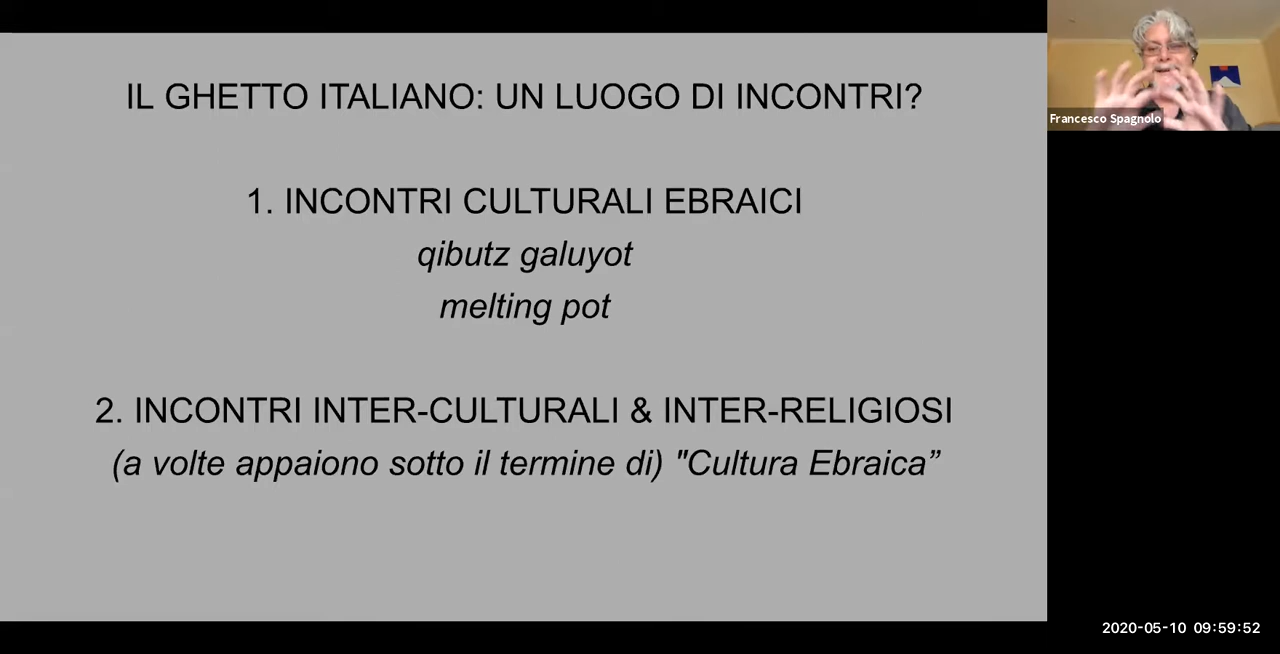 IL GHETTO ITALIANO: UN LUOGO DI INCONTRI?
1. INCONTRI CULTURALI EBRAICI
qibutz galuyot
melting pot
2. INCONTRI INTER-CULTURALI & INTER-RELIGIOSI
(a volte appaiono sotto il termine di) "Cultura Ebraica”
Francesco Spagnolo
2020-05-10 09:59:52